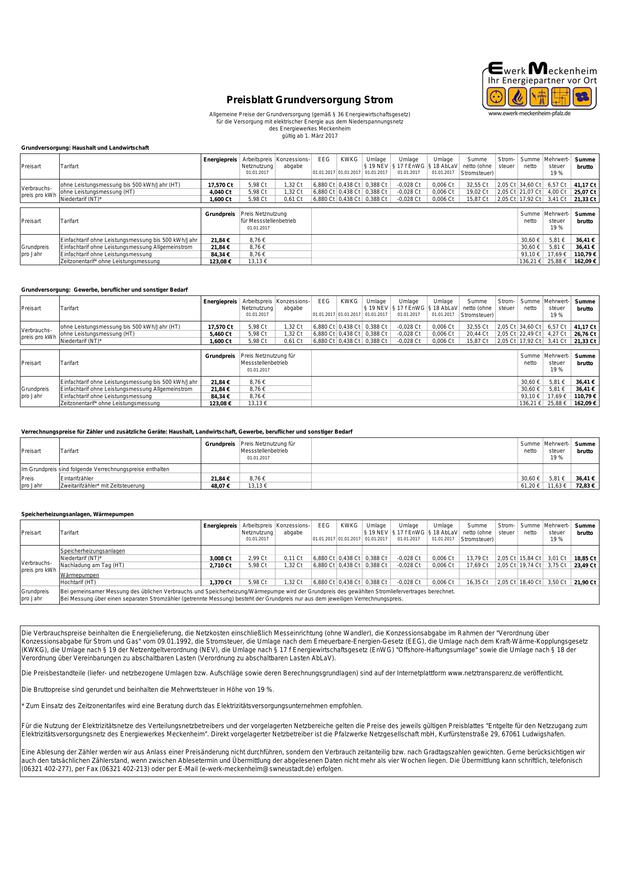 Ewerk Meckenheim
Ihr Energiepartner vor Ort
www.ewerk-meckenheim-pfalz.de
Preisblatt Grundversorgung Strom
Allgemeine Preise der Grundversorgung (gemäß § 36 Energiewirtschaftsgesetz)
für die Versorgung mit elektrischer Energie aus dem Niederspannungsnetz
des Energiewerkes Meckenheim
gültig ab 1. März 2017
Grundversorgung: Haushalt und Landwirtschaft
Preisart Tarifart Energiepreis Arbeitspreis Netznutzung 01.01.2017 Konzessions-abgabe EEG 01.01.2017 KWKG 01.01.2017 Umlage § 19 NEV 01.01.2017 Umlage § 17 f EnWG 01.01.2017 Umlage § 18 AbLaV 01.01.2017 Summe netto (ohne Stromsteuer) Strom-steuer Summe netto Mehrwert-steuer 19 % Summe brutto
Verbrauchs-preis pro kWh
ohne Leistungsmessung bis 500 kWh/Jahr (HT) 17,570 Ct 5,98 Ct 1,32 Ct 6,880 Ct 0,438 Ct 0,388 Ct -0,028 Ct 0,006 Ct 32,55 Ct 2,05 Ct 34,60 Ct 6,57 Ct 41,17 Ct
ohne Leistungsmessung (HT) 4,040 Ct 5,98 Ct 1,32 Ct 6,880 Ct 0,438 Ct 0,388 Ct -0,028 Ct 0,006 Ct 19,02 Ct 2,05 Ct 21,07 Ct 4,00 Ct 25,07 Ct
Niedertarif (NT)* 1,600 Ct 5,98 Ct 0,61 Ct 6,880 Ct 0,438 Ct 0,388 Ct -0,028 Ct 0,006 Ct 15,87 Ct 2,05 Ct 17,92 Ct 3,41 Ct 21,33 Ct
Preisart Tarifart Grundpreis Preis Netznutzung für Messstellenbetrieb 01.01.2017 Summe netto Mehrwert-steuer 19 % Summe brutto
Grundpreis pro Jahr
Einfachtarif ohne Leistungsmessung bis 500 kWh/Jahr 21,84 € 8,76 € 30,60 € 5,81 € 36,41 €
Einfachtarif ohne Leistungsmessung Allgemeinstrom 21,84 € 8,76 € 30,60 € 5,81 € 36,41 €
Einfachtarif ohne Leistungsmessung 84,34 € 8,76 € 93,10 € 17,69 € 110,79 €
Zeitzonentarif* ohne Leistungsmessung 123,08 € 13,13 € 136,21 € 25,88 € 162,09 €
Grundversorgung: Gewerbe, beruflicher und sonstiger Bedarf
Preisart Tarifart Energiepreis Arbeitspreis Netznutzung 01.01.2017 Konzessions-abgabe EEG 01.01.2017 KWKG 01.01.2017 Umlage § 19 NEV 01.01.2017 Umlage § 17 f EnWG 01.01.2017 Umlage § 18 AbLaV 01.01.2017 Summe netto (ohne Stromsteuer) Strom-steuer Summe netto Mehrwert-steuer 19 % Summe brutto
Verbrauchs-preis pro kWh
ohne Leistungsmessung bis 500 kWh/Jahr (HT) 17,570 Ct 5,98 Ct 1,32 Ct 6,880 Ct 0,438 Ct 0,388 Ct -0,028 Ct 0,006 Ct 32,55 Ct 2,05 Ct 34,60 Ct 6,57 Ct 41,17 Ct
ohne Leistungsmessung (HT) 5,460 Ct 5,98 Ct 1,32 Ct 6,880 Ct 0,438 Ct 0,388 Ct -0,028 Ct 0,006 Ct 20,44 Ct 2,05 Ct 22,49 Ct 4,27 Ct 26,76 Ct
Niedertarif (NT)* 1,600 Ct 5,98 Ct 0,61 Ct 6,880 Ct 0,438 Ct 0,388 Ct -0,028 Ct 0,006 Ct 15,87 Ct 2,05 Ct 17,92 Ct 3,41 Ct 21,33 Ct
Preisart Tarifart Grundpreis Preis Netznutzung für Messstellenbetrieb 01.01.2017 Summe netto Mehrwert-steuer 19 % Summe brutto
Grundpreis pro Jahr
Einfachtarif ohne Leistungsmessung bis 500 kWh/Jahr 21,84 € 8,76 € 30,60 € 5,81 € 36,41 €
Einfachtarif ohne Leistungsmessung Allgemeinstrom 21,84 € 8,76 € 30,60 € 5,81 € 36,41 €
Einfachtarif ohne Leistungsmessung 84,34 € 8,76 € 93,10 € 17,69 € 110,79 €
Zeitzonentarif* ohne Leistungsmessung 123,08 € 13,13 € 136,21 € 25,88 € 162,09 €
Verrechnungspreise für Zähler und zusätzliche Geräte: Haushalt, Landwirtschaft, Gewerbe, beruflicher und sonstiger Bedarf
Preisart Tarifart Grundpreis Preis Netznutzung für Messstellenbetrieb 01.01.2017 Summe netto Mehrwert-steuer 19 % Summe brutto
Im Grundpreis sind folgende Verrechnungspreise enthalten
Preis pro Jahr
Eintarifzähler 21,84 € 8,76 € 30,60 € 5,81 € 36,41 €
Zweitarifzähler* mit Zeitsteuerung 48,07 € 13,13 € 61,20 € 11,63 € 72,83 €
Speicherheizungsanlagen, Wärmepumpen
Preisart Tarifart Energiepreis Arbeitspreis Netznutzung 01.01.2017 Konzessions-abgabe EEG 01.01.2017 KWKG 01.01.2017 Umlage § 19 NEV 01.01.2017 Umlage § 17 f EnWG 01.01.2017 Umlage § 18 AbLaV 01.01.2017 Summe netto (ohne Stromsteuer) Strom-steuer Summe netto Mehrwert-steuer 19 % Summe brutto
Verbrauchs-preis pro kWh
Speicherheizungsanlagen
Niedertarif (NT)* 3,008 Ct 2,99 Ct 0,11 Ct 6,880 Ct 0,438 Ct 0,388 Ct -0,028 Ct 0,006 Ct 13,79 Ct 2,05 Ct 15,84 Ct 3,01 Ct 18,85 Ct
Nachladung am Tag (HT) 2,710 Ct 5,98 Ct 1,32 Ct 6,880 Ct 0,438 Ct 0,388 Ct -0,028 Ct 0,006 Ct 17,69 Ct 2,05 Ct 19,74 Ct 3,75 Ct 23,49 Ct
Wärmepumpen
Hochtarif (HT) 1,370 Ct 5,98 Ct 1,32 Ct 6,880 Ct 0,438 Ct 0,388 Ct -0,028 Ct 0,006 Ct 16,35 Ct 2,05 Ct 18,40 Ct 3,50 Ct 21,90 Ct
Grundpreis pro Jahr
Bei gemeinsamer Messung des üblichen Verbrauchs und Speicherheizung/Wärmepumpe wird der Grundpreis des gewählten Stromliefervertrages berechnet.
Bei Messung über einen separaten Stromzähler (getrennte Messung) besteht der Grundpreis nur aus dem jeweiligen Verrechnungspreis.
Die Verbrauchspreise beinhalten die Energielieferung, die Netzkosten einschließlich Messeinrichtung (ohne Wandler), die Konzessionsabgabe im Rahmen der "Verordnung über
Konzessionsabgabe für Strom und Gas" vom 09.01.1992, die Stromsteuer, die Umlage nach dem Erneuerbare-Energien-Gesetz (EEG), die Umlage nach dem Kraft-Wärme-Kopplungsgesetz
(KWKG), die Umlage nach § 19 der Netzentgeltverordnung (NEV), die Umlage nach § 17 f Energiewirtschaftsgesetz (EnWG) "Offshore-Haftungsumlage" sowie die Umlage nach § 18 der
Verordnung über Vereinbarungen zu abschaltbaren Lasten (Verordnung zu abschaltbaren Lasten AbLaV).
Die Preisbestandteile (liefer- und netzbezogene Umlagen bzw. Aufschläge sowie deren Berechnungsgrundlagen) sind auf der Internetplattform www.netztransparenz.de veröffentlicht.
Die Bruttopreise sind gerundet und beinhalten die Mehrwertsteuer in Höhe von 19 %.
* Zum Einsatz des Zeitzonentarifes wird eine Beratung durch das Elektrizitätsversorgungsunternehmen empfohlen.
Für die Nutzung der Elektrizitätsnetze des Verteilungsnetzbetreibers und der vorgelagerten Netzbereiche gelten die Preise des jeweils gültigen Preisblattes "Entgelte für den Netzzugang zum
Elektrizitätsversorgungsnetz des Energiewerkes Meckenheim". Direkt vorgelagerter Netzbetreiber ist die Pfalzwerke Netzgesellschaft mbH, Kurfürstenstraße 29, 67061 Ludwigshafen.
Eine Ablesung der Zähler werden wir aus Anlass einer Preisänderung nicht durchführen, sondern den Verbrauch zeitanteilig bzw. nach Gradtagszahlen gewichten. Gerne berücksichtigen wir
auch den tatsächlichen Zählerstand, wenn zwischen Ablesetermin und Übermittlung der abgelesenen Daten nicht mehr als vier Wochen liegen. Die Übermittlung kann schriftlich, telefonisch
(06321 402-277), per Fax (06321 402-213) oder per E-Mail (e-werk-meckenheim@swneustadt.de) erfolgen.